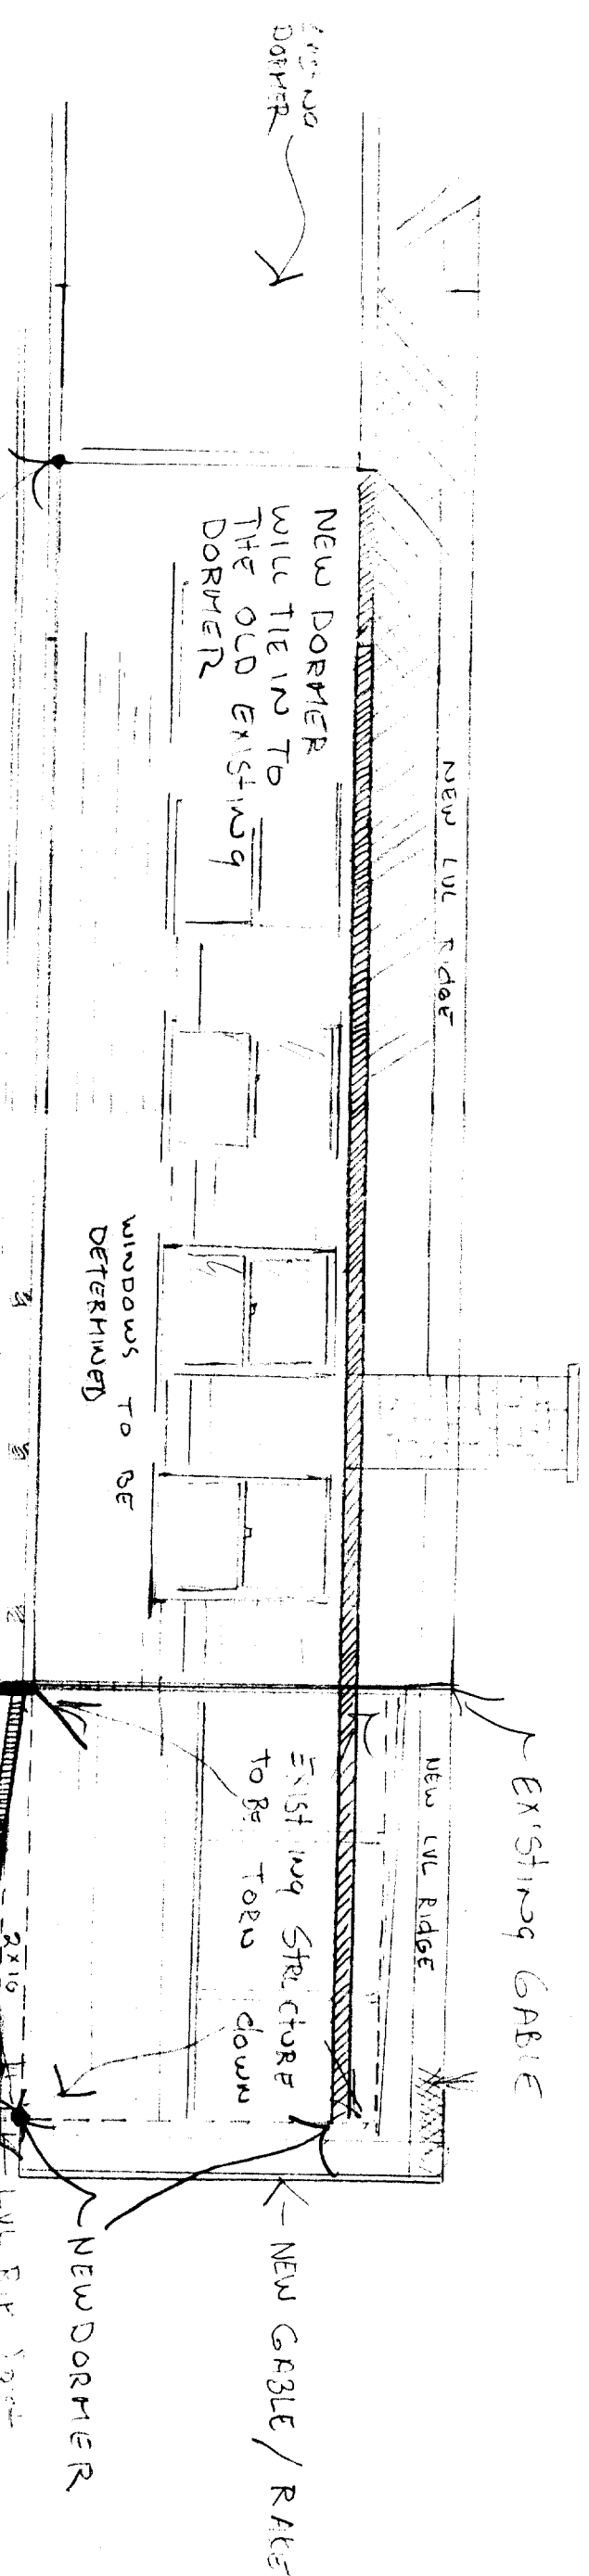 DORMER
NEW DORMER
WILL TIE IN TO
THE OLD EXISTING
DORMER
NEW LVL RIDGE
WINDOWS TO BE
DETERMINED
EXISTING GABLE
NEW LVL RIDGE
EXISTING STRUCTURE
TO BE TORN DOWN
NEW GABLE / RAKE
NEW DORMER
2x10
LVL